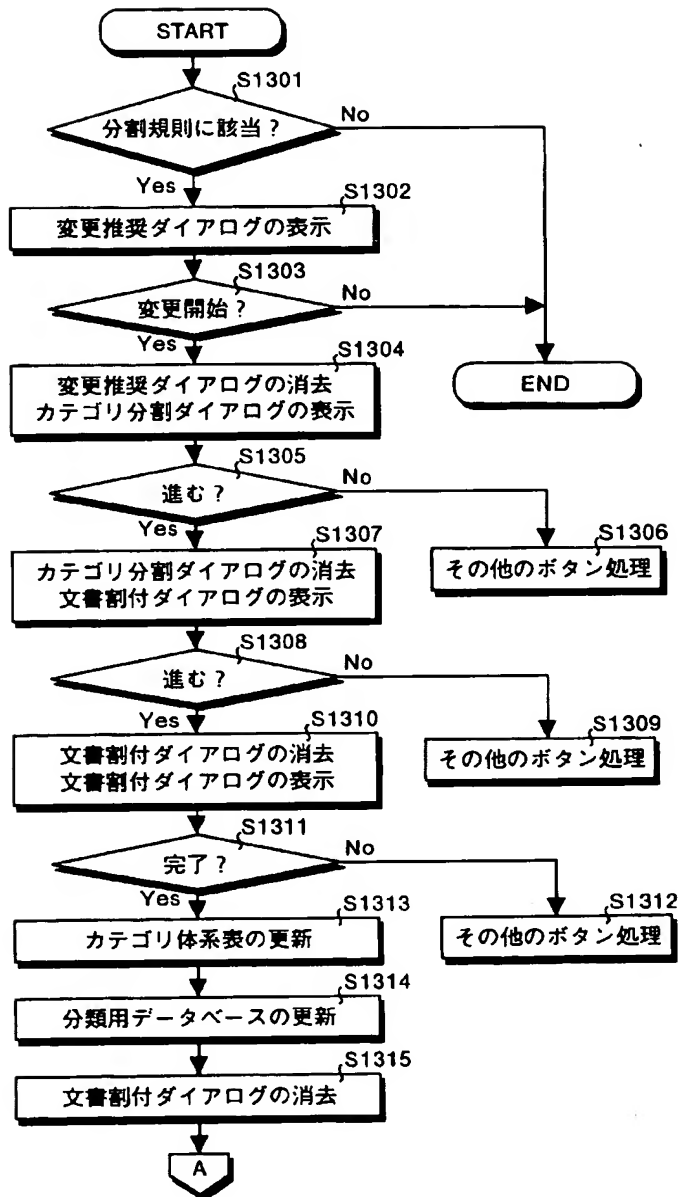 START
S1301
分割規則に該当?
No
Yes
S1302
変更推奨ダイアログの表示
S1303
変更開始?
No
Yes
S1304
変更推奨ダイアログの消去
カテゴリ分割ダイアログの表示
END
S1305
進む?
No
Yes
S1307
カテゴリ分割ダイアログの消去
文書割付ダイアログの表示
S1306
その他のボタン処理
S1308
進む?
No
Yes
S1310
文書割付ダイアログの消去
文書割付ダイアログの表示
S1309
その他のボタン処理
S1311
完了?
No
Yes
S1313
カテゴリ体系表の更新
S1312
その他のボタン処理
S1314
分類用データベースの更新
S1315
文書割付ダイアログの消去
A